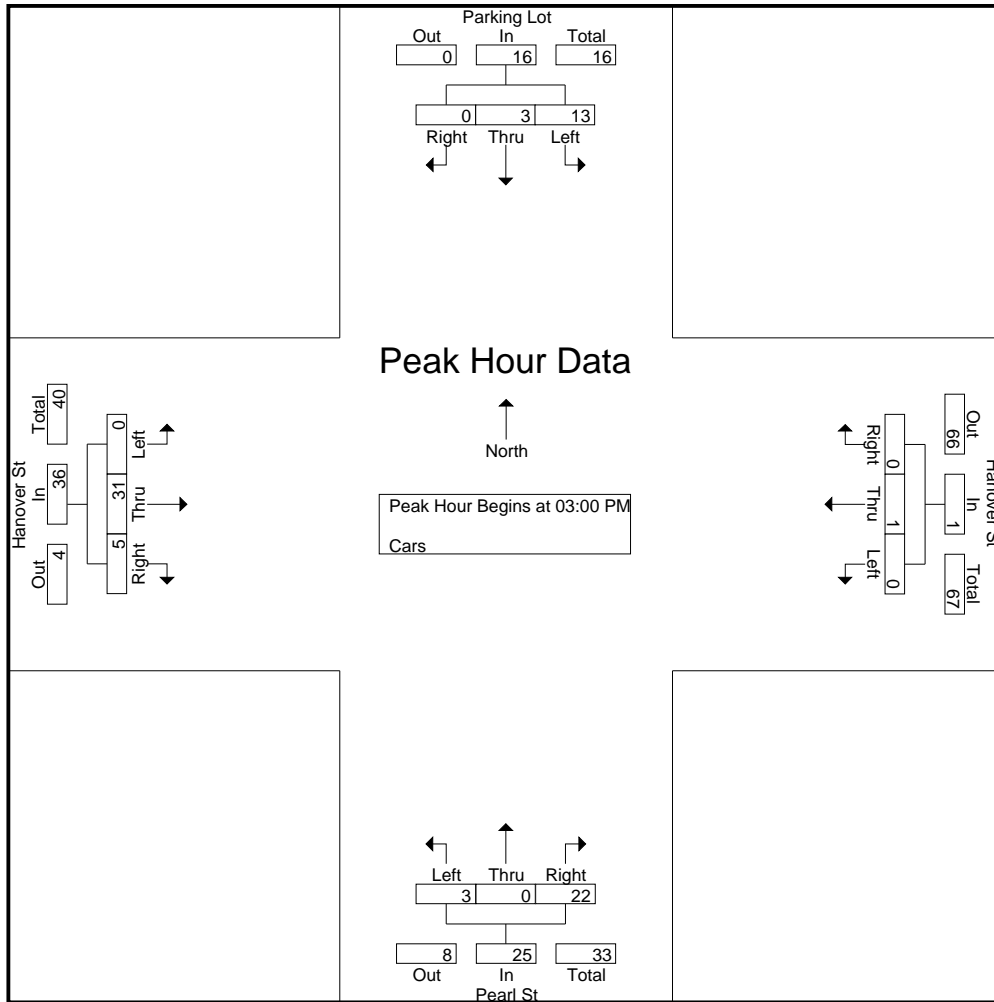 Parking Lot
Out In Total
0 16 16
0 3 13
Right Thru Left
Peak Hour Data
North
Peak Hour Begins at 03:00 PM
Cars
Hanover St
Total In Out
40 36 4
0 31 5
Left Thru Right
Hanover St
Out In Total
66 1 67
0 1 0
Right Thru Left
Left Thru Right
3 0 22
8 25 33
Out In Total
Pearl St